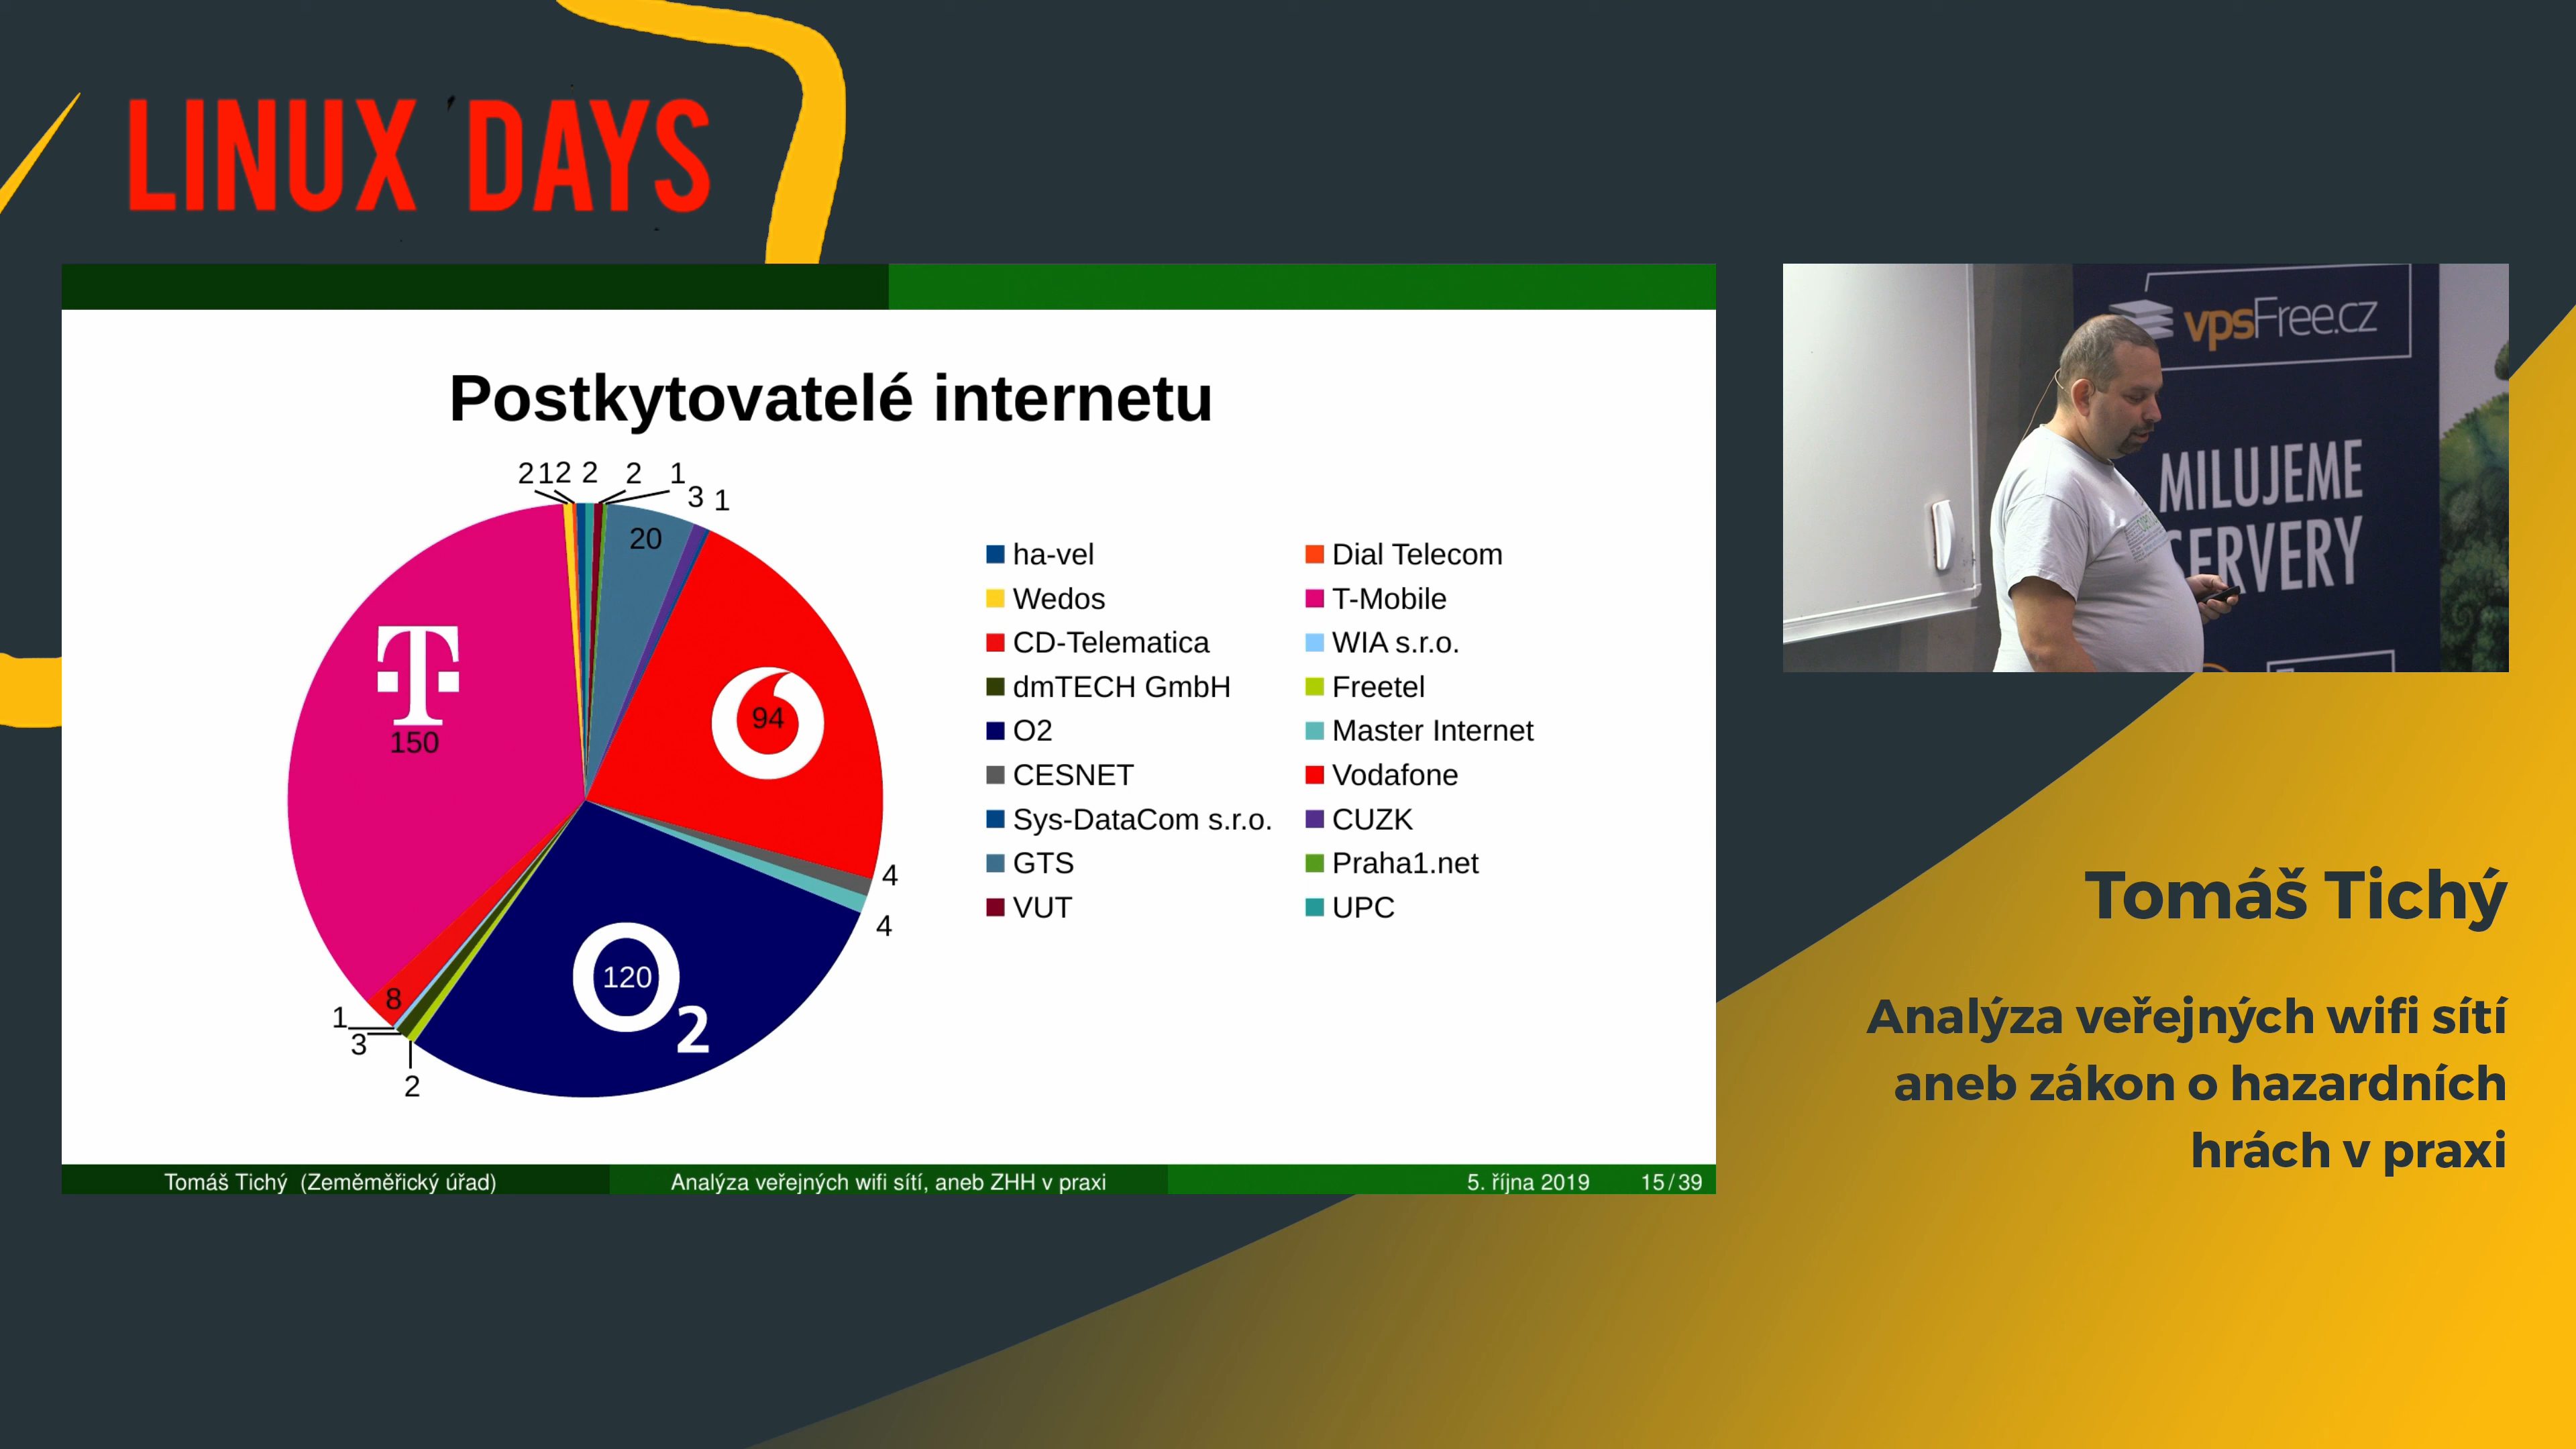 LINUX DAYS
Postkytovatelé internetu
2 1 2 2 2 1
3 1
20
T
150
94
4
4
O2
120
8
1
3
2
ha-vel
Dial Telecom
Wedos
T-Mobile
CD-Telematica
WIA s.r.o.
dmTECH GmbH
Freetel
O2
Master Internet
CESNET
Vodafone
Sys-DataCom s.r.o.
CUZK
GTS
Praha1.net
VUT
UPC
Tomáš Tichý (Zeměměřický úřad)
Analýza veřejných wifi sítí, aneb ZHH v praxi
5. října 2019
15 / 39
vpsFree.cz
MILUJEME
SERVERY
Tomáš Tichý
Analýza veřejných wifi sítí
aneb zákon o hazardních
hrách v praxi